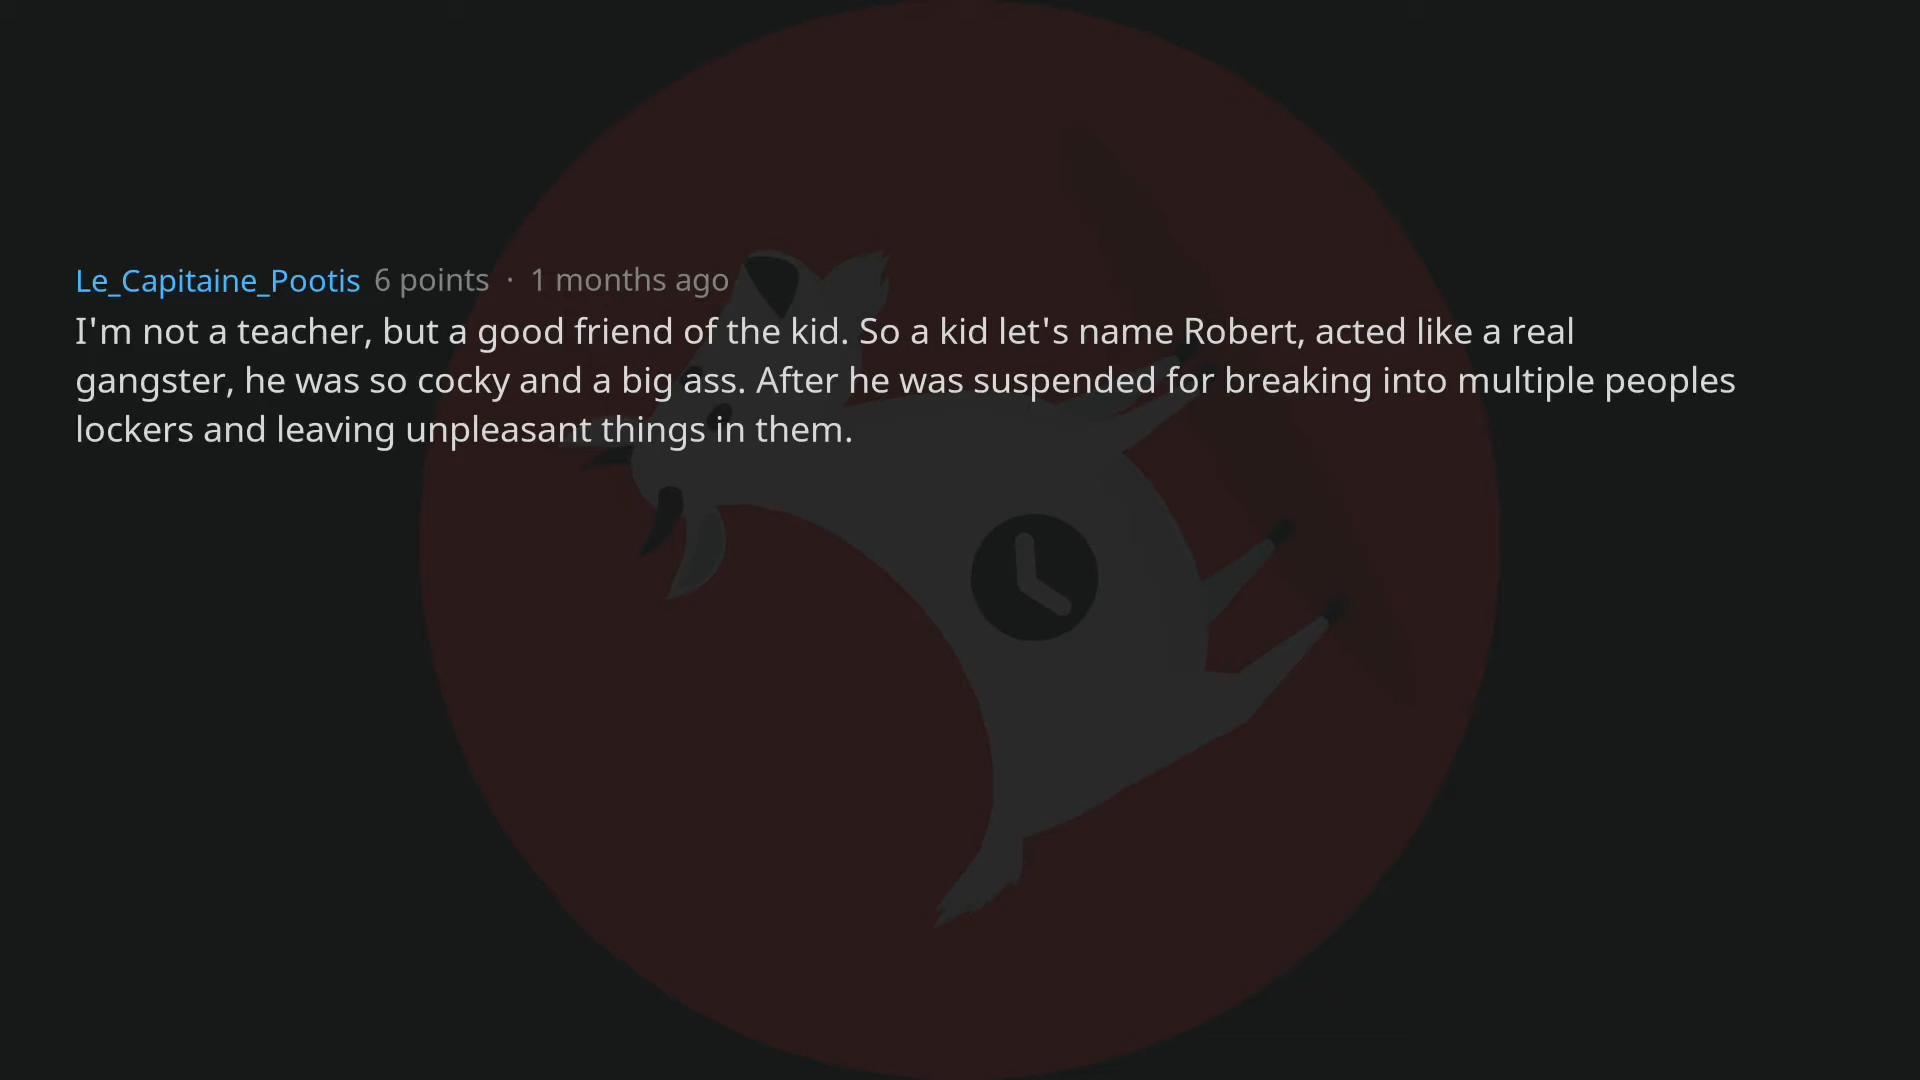 Le_Capitaine_Pootis 6 points · 1 months ago
I'm not a teacher, but a good friend of the kid. So a kid let's name Robert, acted like a real
gangster, he was so cocky and a big ass. After he was suspended for breaking into multiple peoples
lockers and leaving unpleasant things in them.